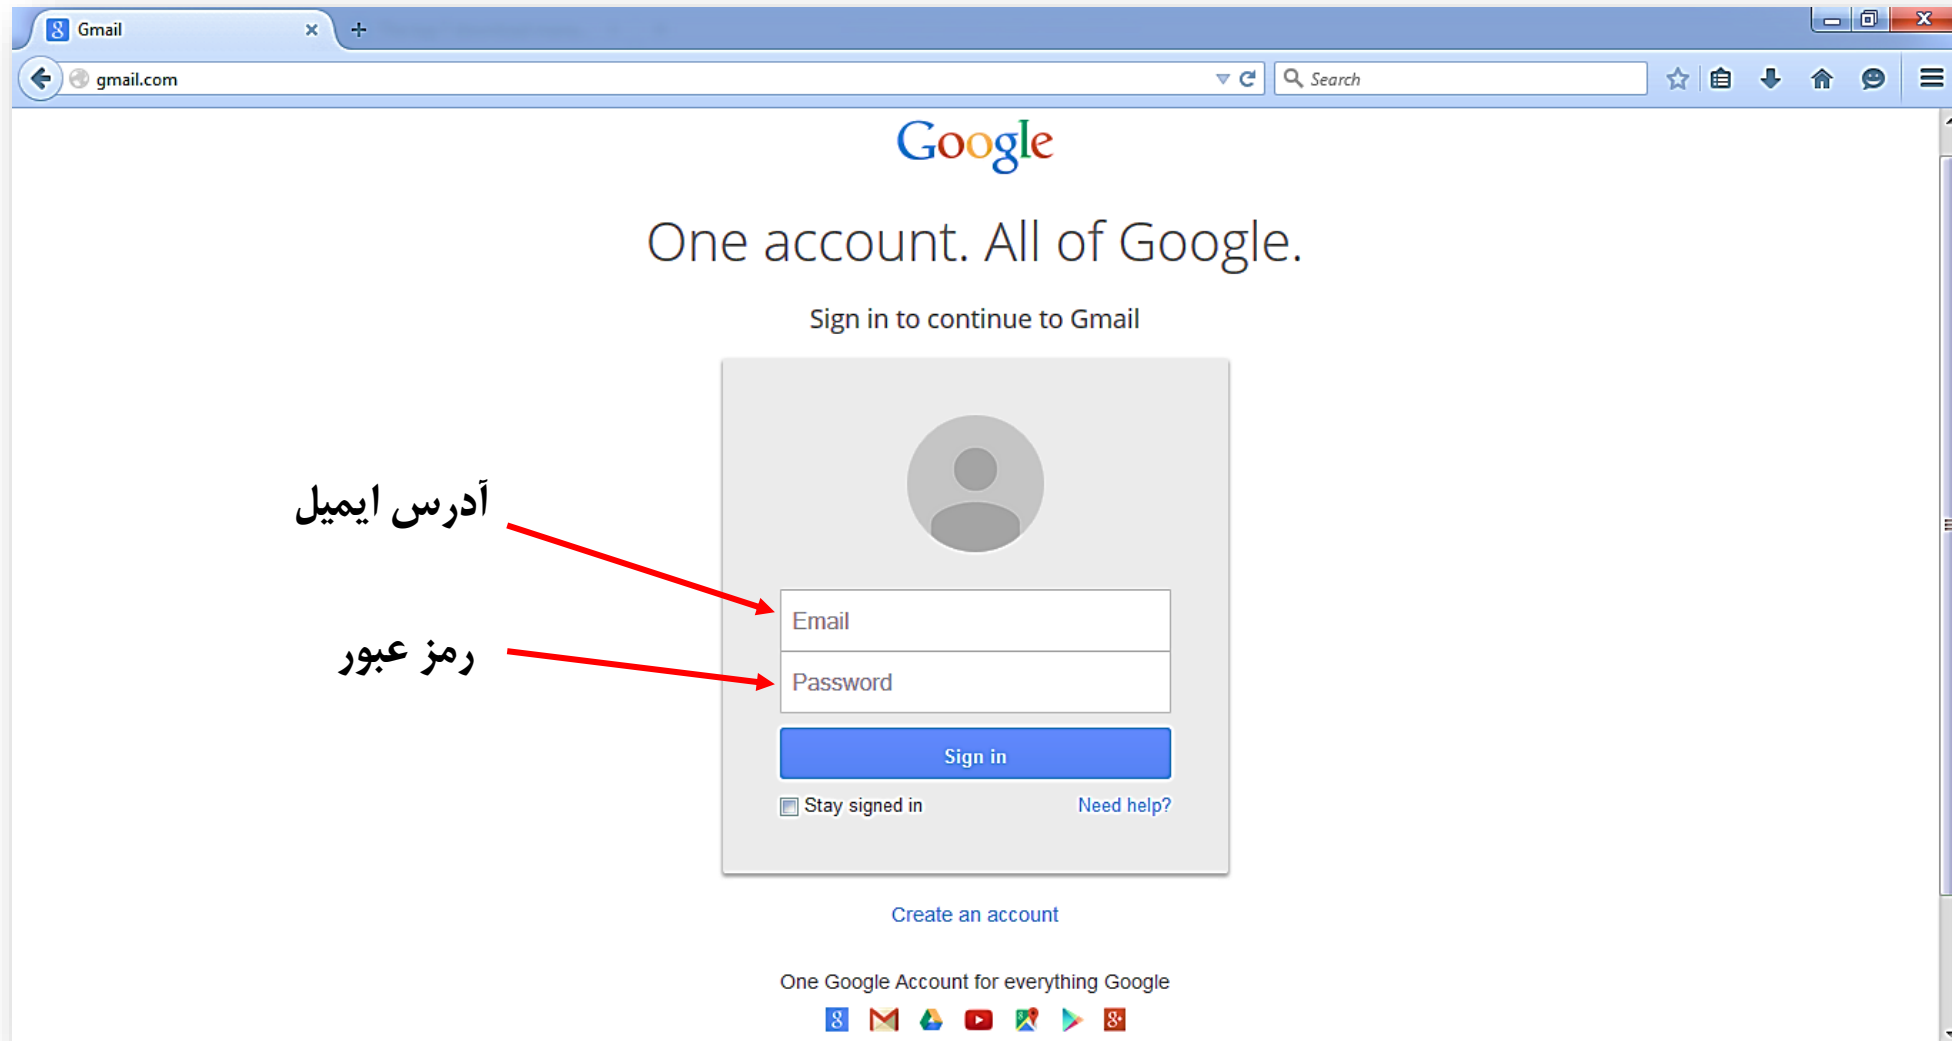 Gmail
gmail.com
Search
Google
One account. All of Google.
Sign in to continue to Gmail
آدرس ایمیل
Email
رمز عبور
Password
Sign in
Stay signed in
Need help?
Create an account
One Google Account for everything Google